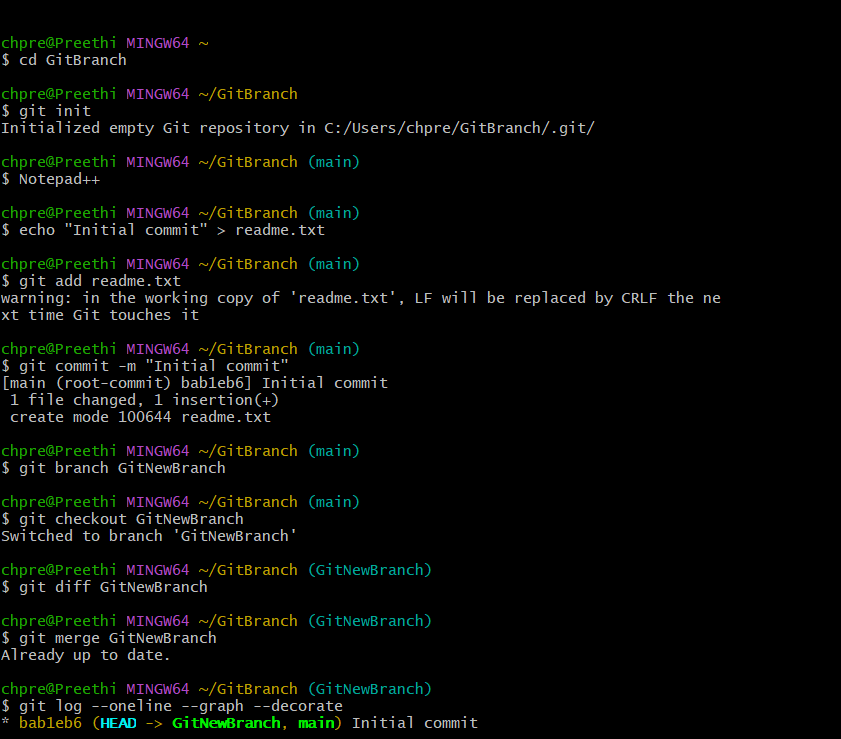 chpre@Preethi MINGW64 ~
$ cd GitBranch
chpre@Preethi MINGW64 ~/GitBranch
$ git init
Initialized empty Git repository in C:/Users/chpre/GitBranch/.git/
chpre@Preethi MINGW64 ~/GitBranch (main)
$ Notepad++
chpre@Preethi MINGW64 ~/GitBranch (main)
$ echo "Initial commit" > readme.txt
chpre@Preethi MINGW64 ~/GitBranch (main)
$ git add readme.txt
warning: in the working copy of 'readme.txt', LF will be replaced by CRLF the ne
xt time Git touches it
chpre@Preethi MINGW64 ~/GitBranch (main)
$ git commit -m "Initial commit"
[main (root-commit) bab1eb6] Initial commit
 1 file changed, 1 insertion(+)
 create mode 100644 readme.txt
chpre@Preethi MINGW64 ~/GitBranch (main)
$ git branch GitNewBranch
chpre@Preethi MINGW64 ~/GitBranch (main)
$ git checkout GitNewBranch
Switched to branch 'GitNewBranch'
chpre@Preethi MINGW64 ~/GitBranch (GitNewBranch)
$ git diff GitNewBranch
chpre@Preethi MINGW64 ~/GitBranch (GitNewBranch)
$ git merge GitNewBranch
Already up to date.
chpre@Preethi MINGW64 ~/GitBranch (GitNewBranch)
$ git log --oneline --graph --decorate
* bab1eb6 (HEAD -> GitNewBranch, main) Initial commit